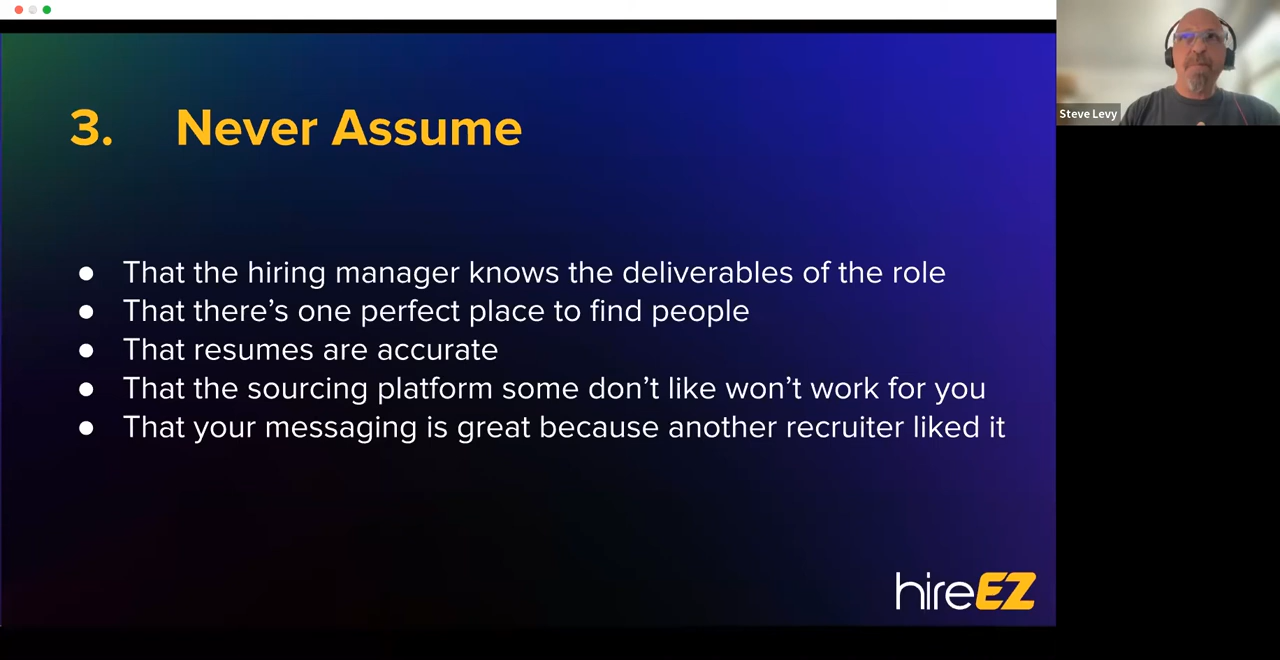 3. Never Assume
● That the hiring manager knows the deliverables of the role
● That there’s one perfect place to find people
● That resumes are accurate
● That the sourcing platform some don’t like won’t work for you
● That your messaging is great because another recruiter liked it
hireEZ
Steve Levy